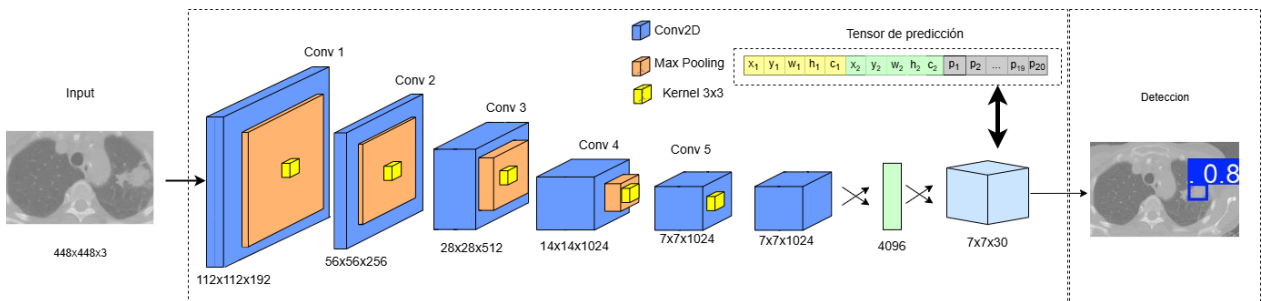 Input
448x448x3
Conv 1
112x112x192
Conv 2
56x56x256
Conv 3
28x28x512
Conv 4
14x14x1024
Conv 5
7x7x1024
7x7x1024
4096
7x7x30
Conv2D
Max Pooling
Kernel 3x3
Tensor de predicción
x1 y1 w1 h1 c1 x2 y2 w2 h2 c2 p1 p2 ... p19 p20
Deteccion
0.8